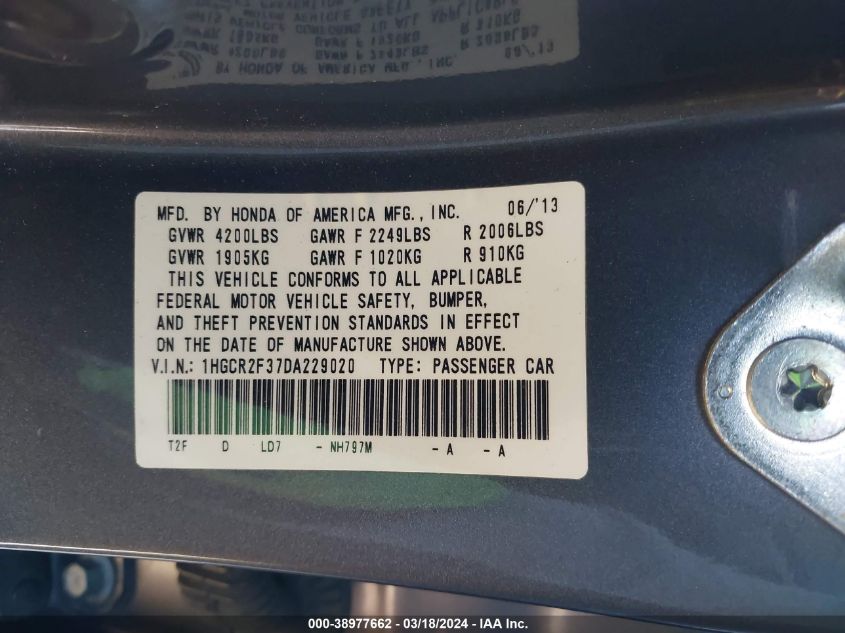 MFD. BY HONDA OF AMERICA MFG., INC. 06/'13
GVWR 4200LBS GAWR F 2249LBS R 2006LBS
GVWR 1905KG GAWR F 1020KG R 910KG
THIS VEHICLE CONFORMS TO ALL APPLICABLE
FEDERAL MOTOR VEHICLE SAFETY, BUMPER,
AND THEFT PREVENTION STANDARDS IN EFFECT
ON THE DATE OF MANUFACTURE SHOWN ABOVE.
V.I.N.: 1HGCR2F37DA229020 TYPE: PASSENGER CAR
T2F D LD7 - NH797M - A - A
000-38977662 - 03/18/2024 - IAA Inc.